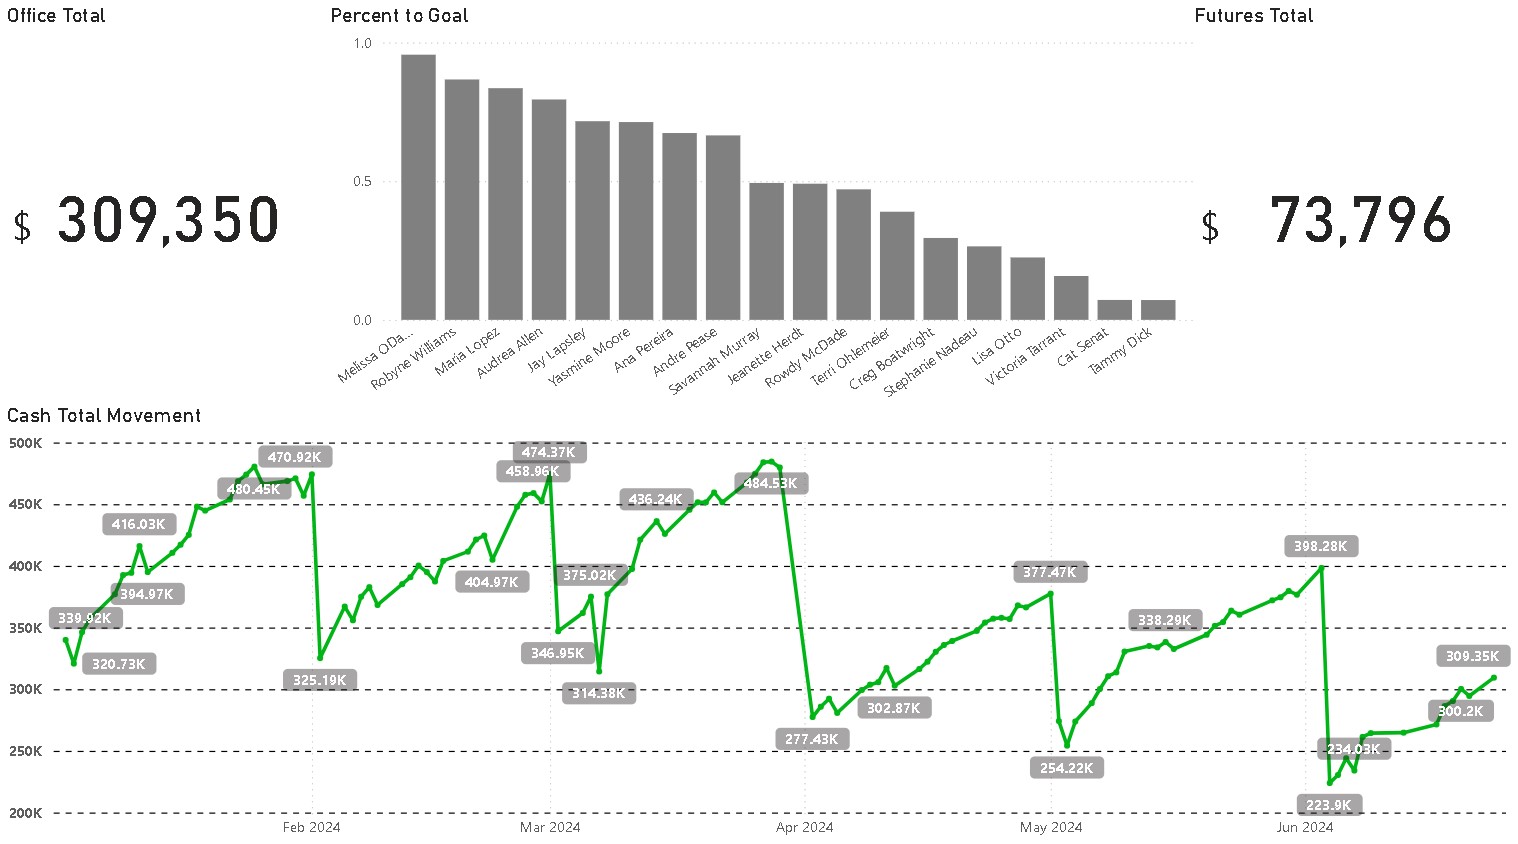 Office Total
$ 309,350
Percent to Goal
1.0
0.5
0.0
Melissa ODa...
Robyne Williams
Maria Lopez
Audrea Allen
Jay Lapsley
Yasmine Moore
Ana Pereira
Andre Pease
Savannah Murray
Jeanette Herdt
Rowdy McDade
Terri Ohlemeier
Creg Boatwright
Stephanie Nadeau
Lisa Otto
Victoria Tarrant
Cat Senat
Tammy Dick
Futures Total
$ 73,796
Cash Total Movement
500K
450K
400K
350K
300K
250K
200K
339.92K
320.73K
394.97K
416.03K
480.45K
470.92K
325.19K
404.97K
458.96K
474.37K
346.95K
375.02K
314.38K
436.24K
484.53K
277.43K
302.87K
377.47K
254.22K
338.29K
398.28K
223.9K
234.03K
300.2K
309.35K
Feb 2024
Mar 2024
Apr 2024
May 2024
Jun 2024